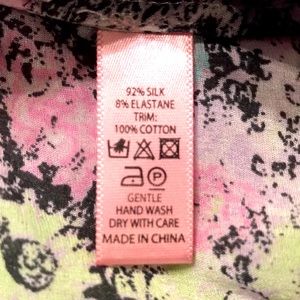 92% SILK
8% ELASTANE
TRIM:
100% COTTON
P
GENTLE
HAND WASH
DRY WITH CARE
MADE IN CHINA